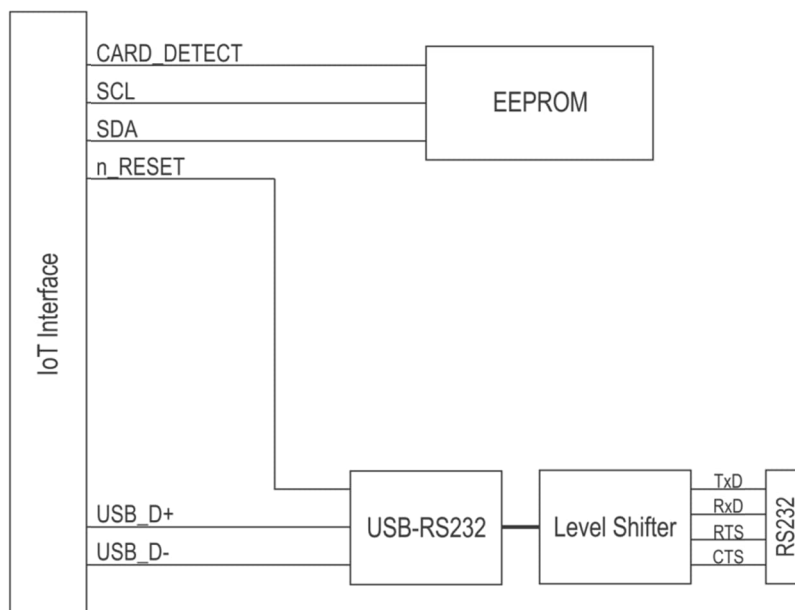 CARD_DETECT
SCL
SDA
n_RESET
EEPROM
IoT Interface
USB_D+
USB_D-
USB-RS232
Level Shifter
TxD
RxD
RTS
CTS
RS232